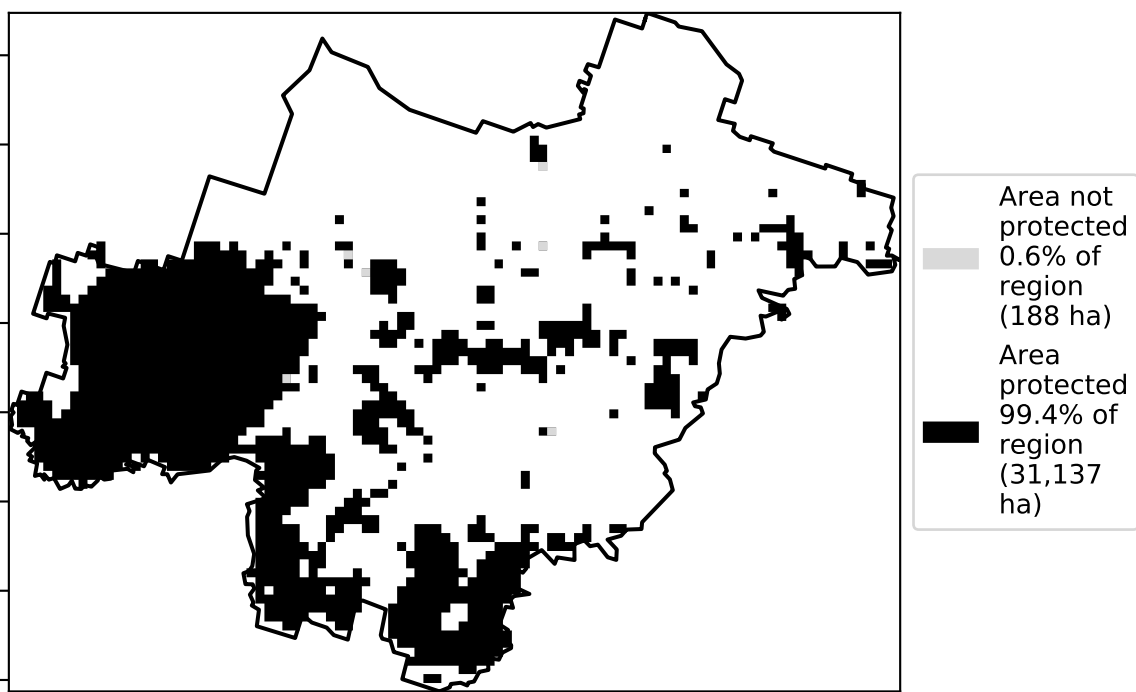 Area not
protected
0.6% of
region
(188 ha)
Area
protected
99.4% of
region
(31,137
ha)